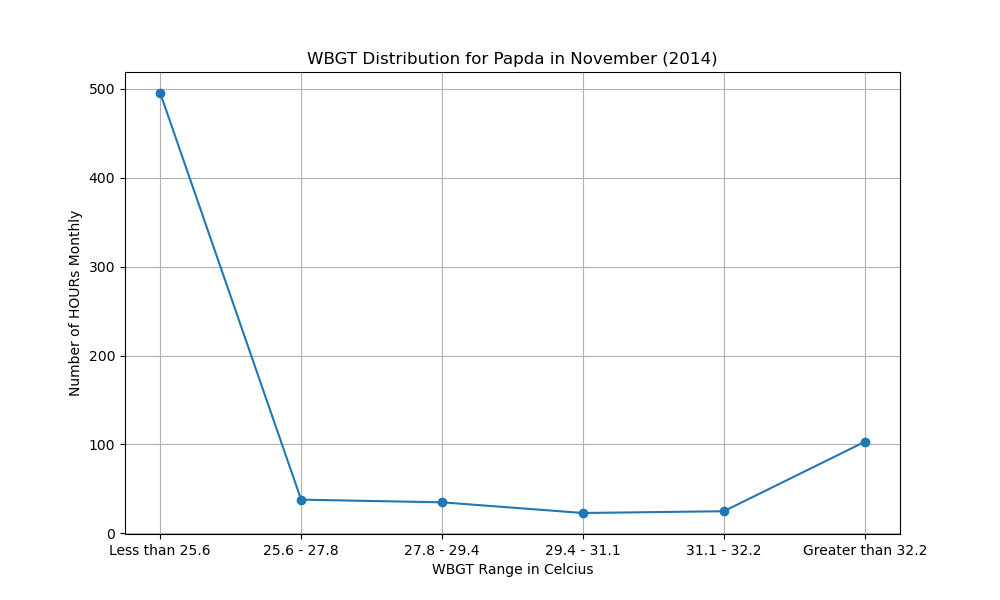 WBGT Distribution for Papda in November (2014)
Number of HOURs Monthly
500
400
300
200
100
0
Less than 25.6 25.6 - 27.8 27.8 - 29.4 29.4 - 31.1 31.1 - 32.2 Greater than 32.2
WBGT Range in Celcius